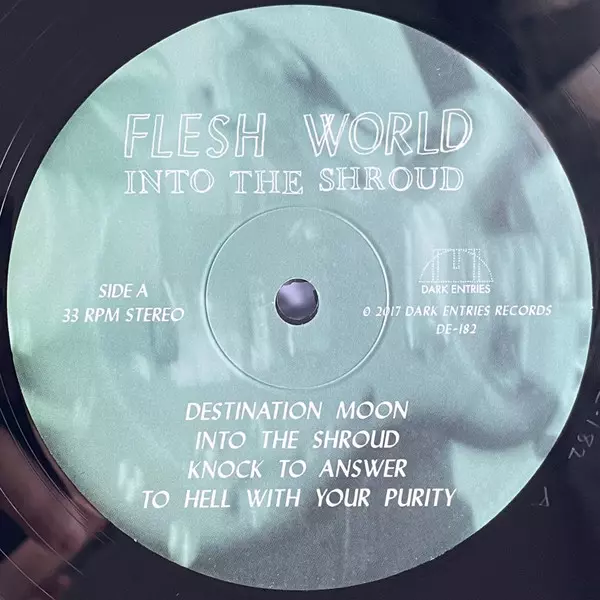 FLESH WORLD
INTO THE SHROUD
SIDE A
33 RPM STEREO
DARK ENTRIES
© 2017 DARK ENTRIES RECORDS
DE-182
DESTINATION MOON
INTO THE SHROUD
KNOCK TO ANSWER
TO HELL WITH YOUR PURITY